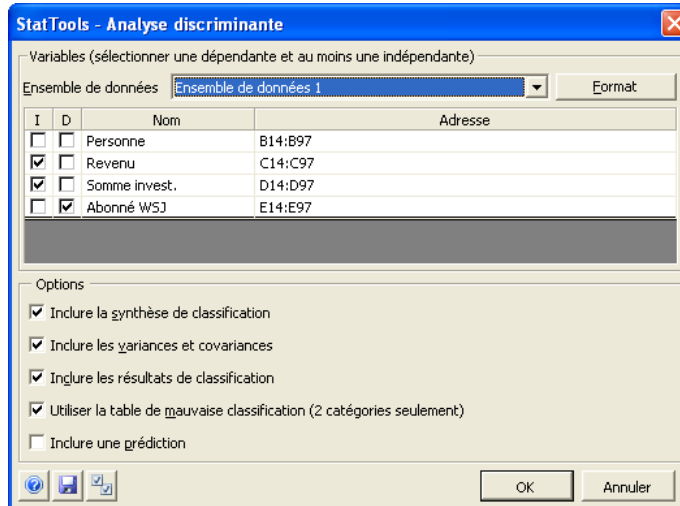 StatTools - Analyse discriminante
Variables (sélectionner une dépendante et au moins une indépendante)
Ensemble de données Ensemble de données 1 Format
I D Nom Adresse
Personne B14:B97
Revenu C14:C97
Somme invest. D14:D97
Abonné WSJ E14:E97
Options
Inclure la synthèse de classification
Inclure les variances et covariances
Inclure les résultats de classification
Utiliser la table de mauvaise classification (2 catégories seulement)
Inclure une prédiction
OK Annuler